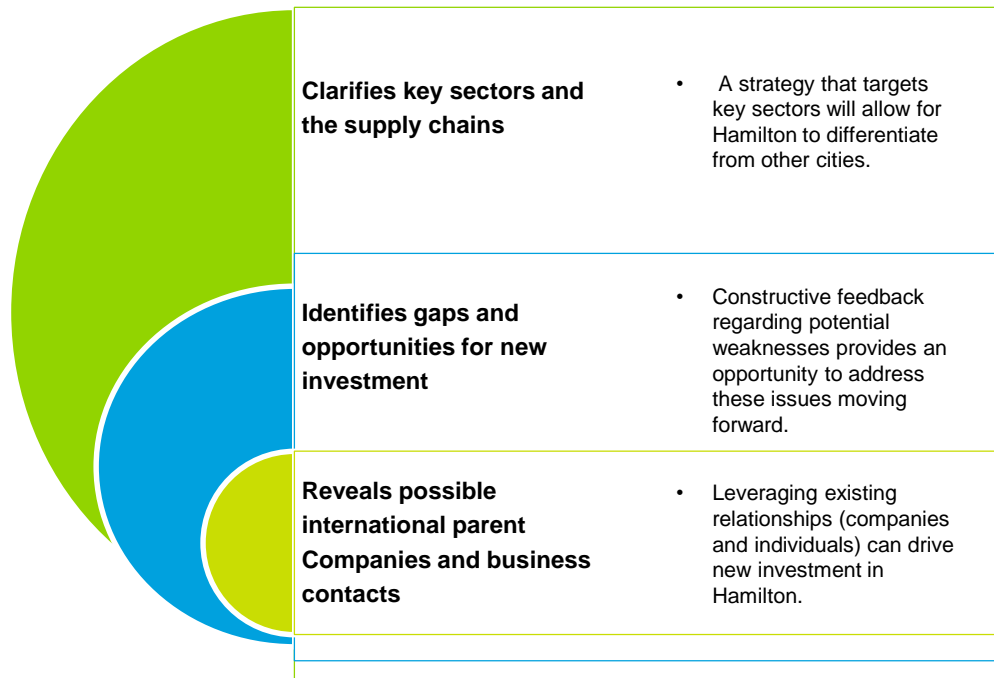 Clarifies key sectors and
the supply chains
• A strategy that targets
key sectors will allow for
Hamilton to differentiate
from other cities.
Identifies gaps and
opportunities for new
investment
• Constructive feedback
regarding potential
weaknesses provides an
opportunity to address
these issues moving
forward.
Reveals possible
international parent
Companies and business
contacts
• Leveraging existing
relationships (companies
and individuals) can drive
new investment in
Hamilton.